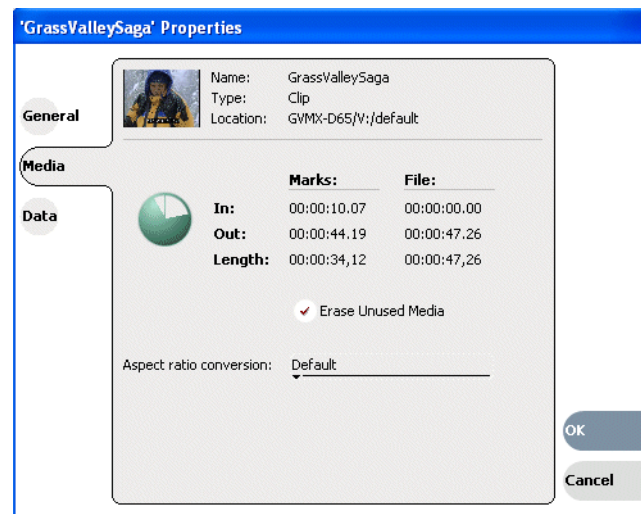 'GrassValleySaga' Properties
General
Media
Data
Name: GrassValleySaga
Type: Clip
Location: GVMX-D65/V:/default
Marks: File:
In: 00:00:10.07 00:00:00.00
Out: 00:00:44.19 00:00:47.26
Length: 00:00:34,12 00:00:47,26
Erase Unused Media
Aspect ratio conversion: Default
OK
Cancel